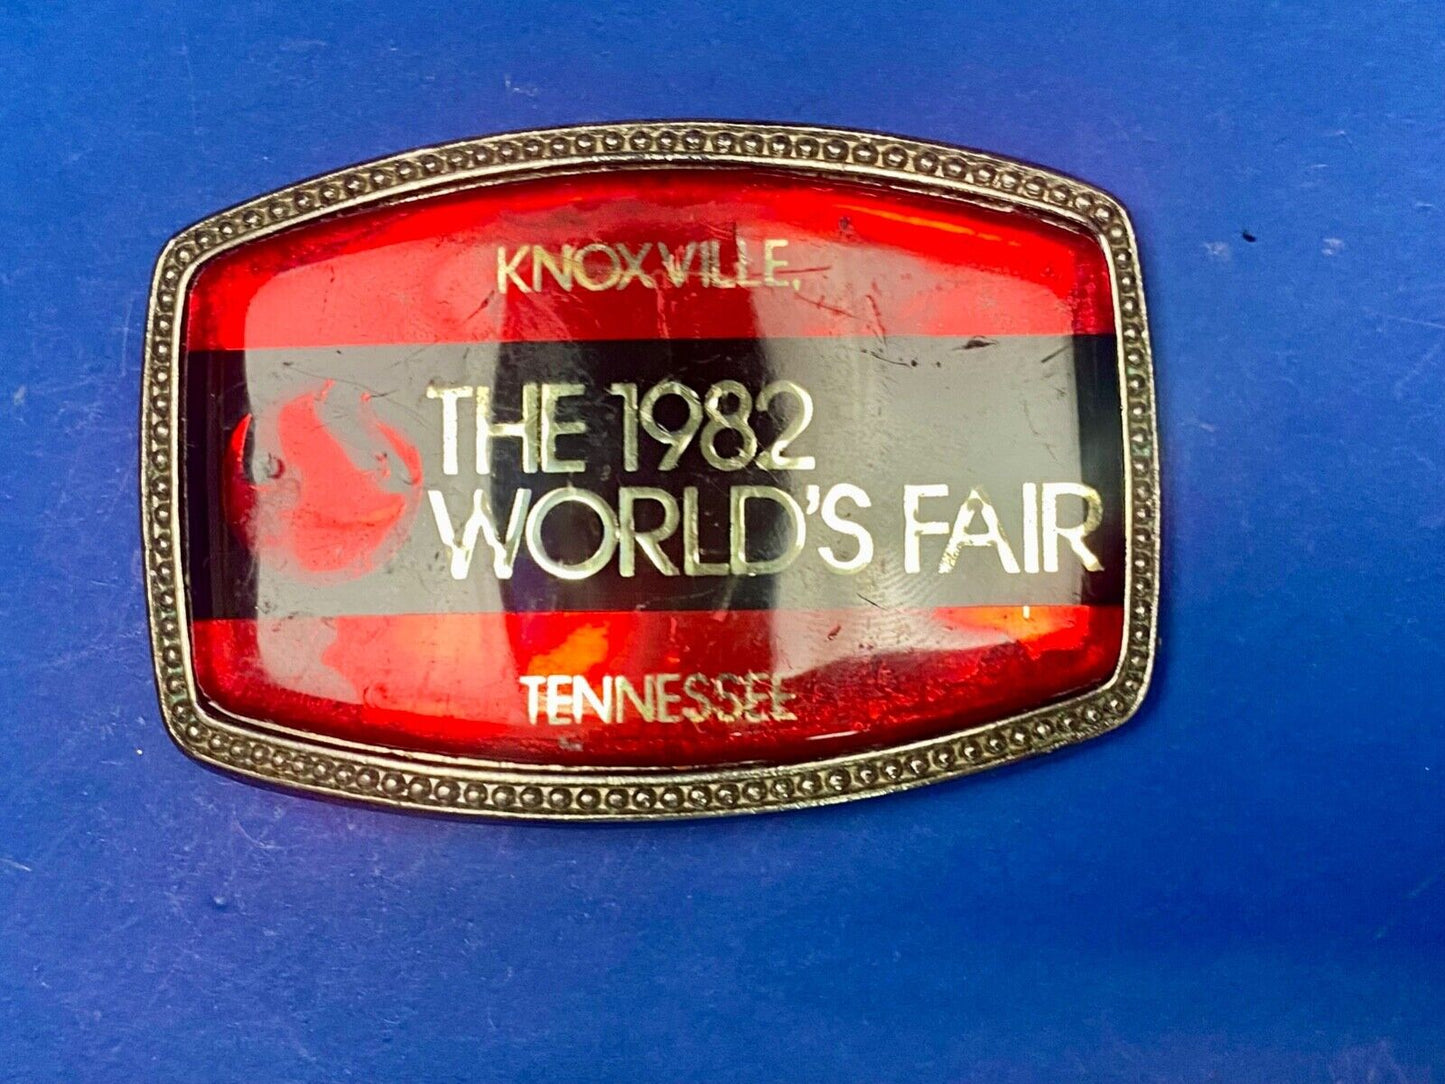 KNOXVILLE,
THE 1982
WORLD'S FAIR
TENNESSEE